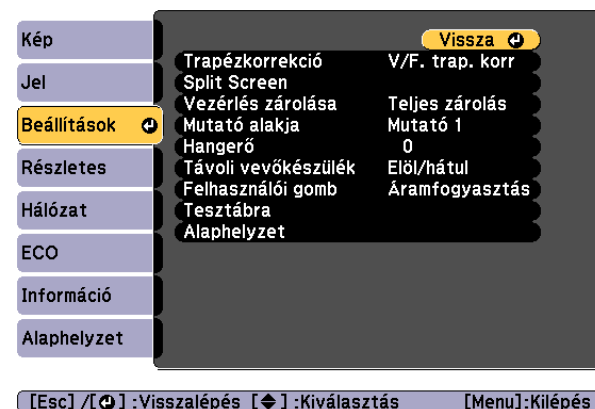 Kép
Jel
Beállítások
Részletes
Hálózat
ECO
Információ
Alaphelyzet
Vissza
Trapézkorrekció V/F. trap. korr
Split Screen
Vezérlés zárolása Teljes zárolás
Mutató alakja Mutató 1
Hangerő 0
Távoli vevőkészülék Elöl/hátul
Felhasználói gomb Áramfogyasztás
Tesztábra
Alaphelyzet
[Esc] /[ ] :Visszalépés [ ] :Kiválasztás [Menu]:Kilépés